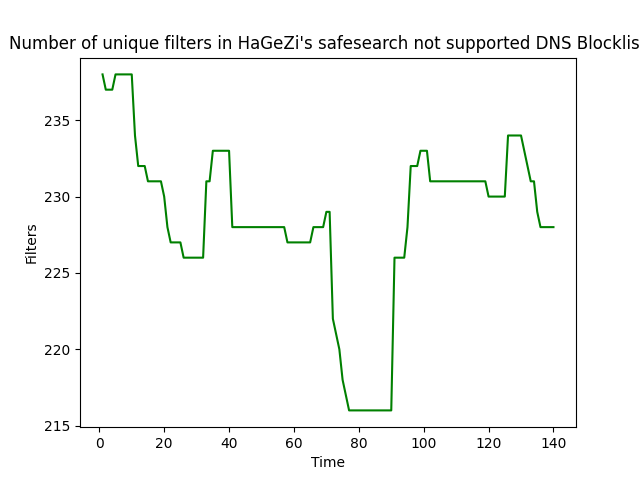 Number of unique filters in HaGeZi's safesearch not supported DNS Blocklis
235
230
225
220
215
Filters
0 20 40 60 80 100 120 140
Time